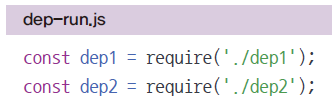 dep-run.js
const dep1 = require('./dep1');
const dep2 = require('./dep2');